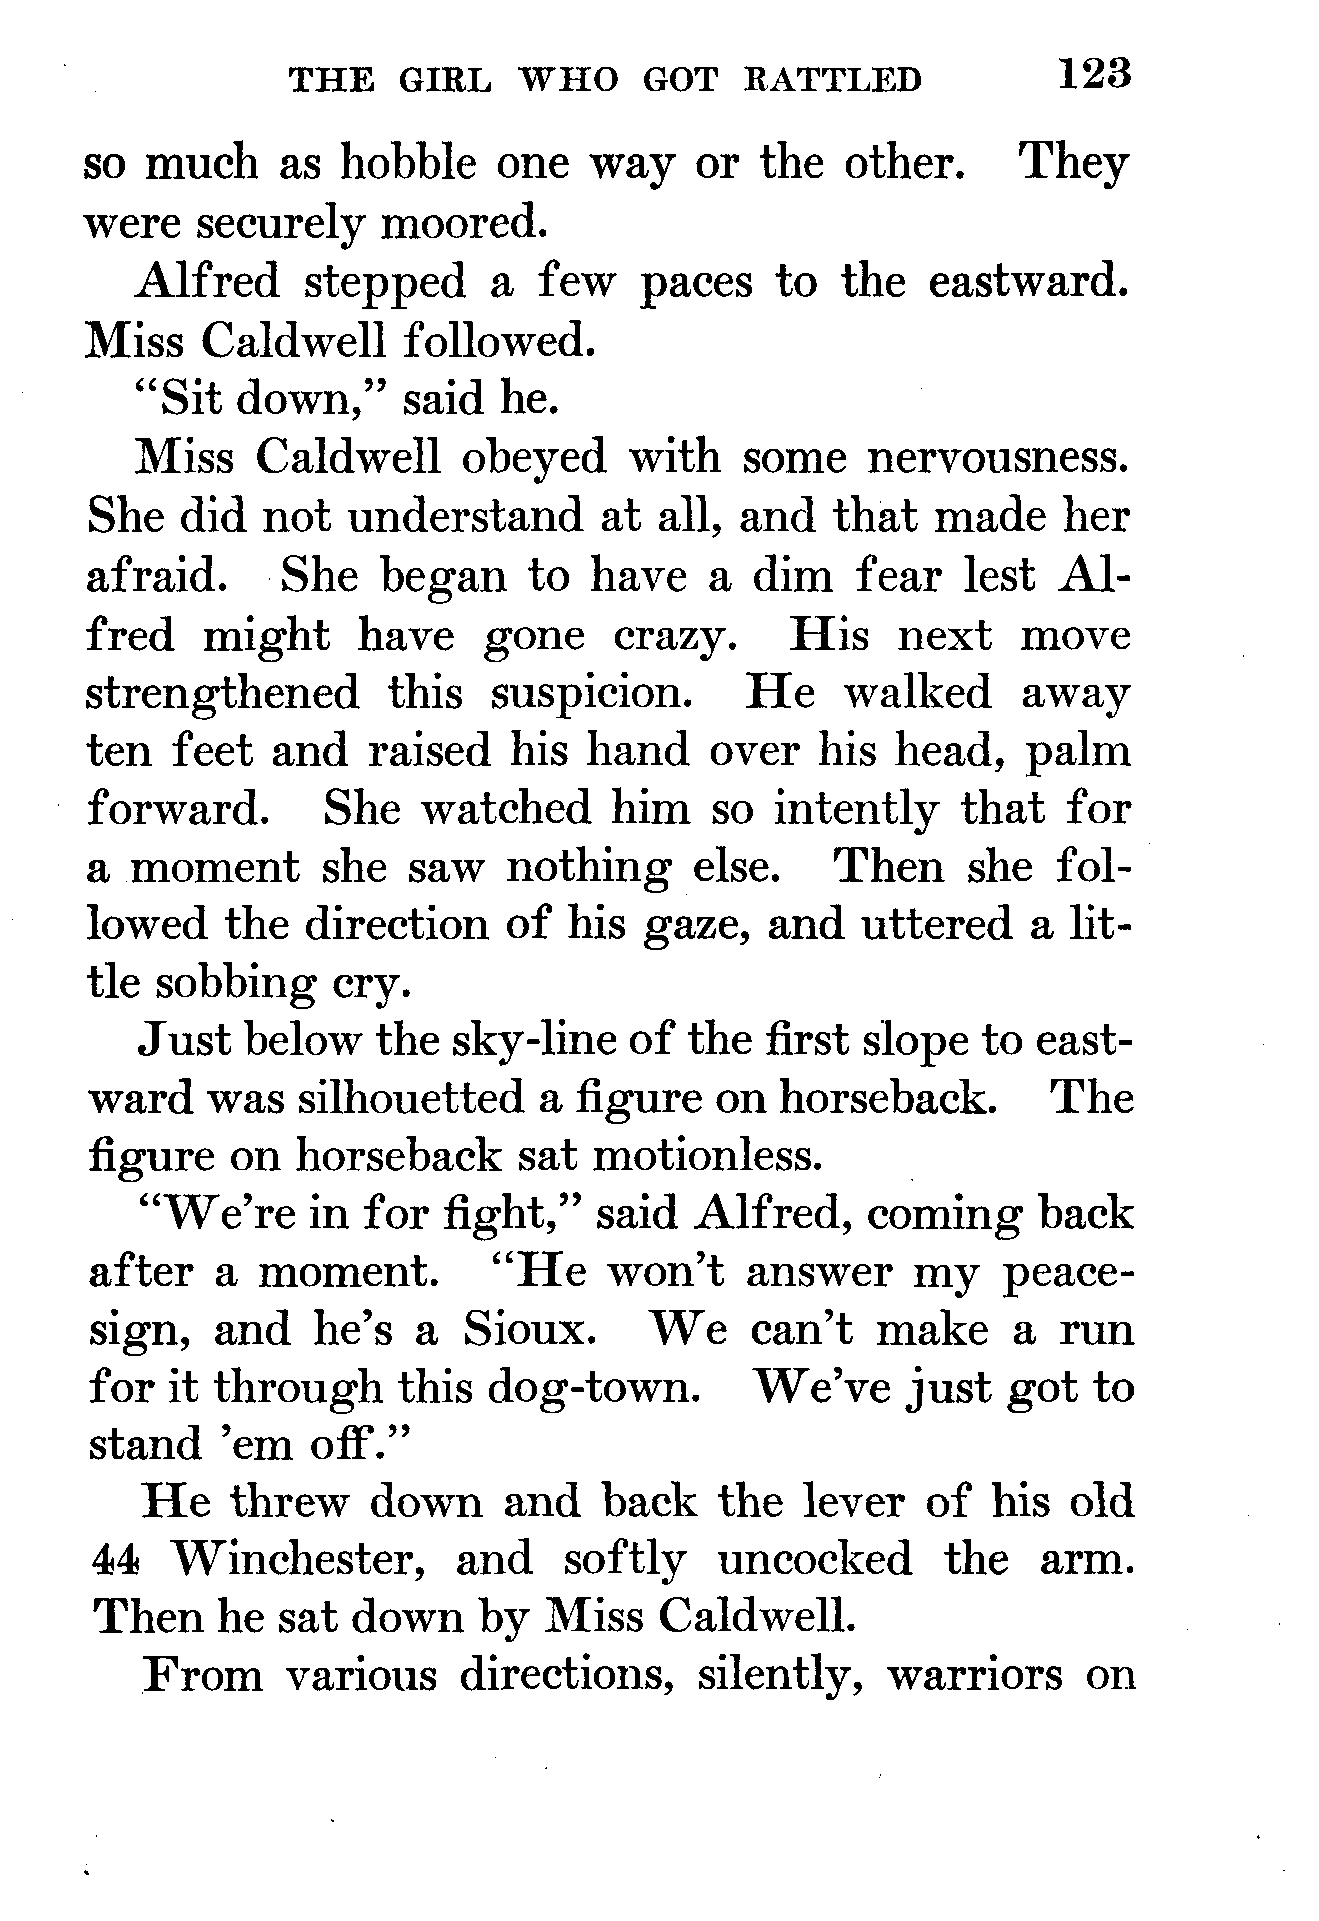 THE GIRL WHO GOT RATTLED 123
so much as hobble one way or the other. They
were securely moored.
Alfred stepped a few paces to the eastward.
Miss Caldwell followed.
“Sit down,” said he.
Miss Caldwell obeyed with some nervousness.
She did not understand at all, and that made her
afraid. She began to have a dim fear lest Al-
fred might have gone crazy. His next move
strengthened this suspicion. He walked away
ten feet and raised his hand over his head, palm
forward. She watched him so intently that for
a moment she saw nothing else. Then she fol-
lowed the direction of his gaze, and uttered a lit-
tle sobbing cry.
Just below the sky-line of the first slope to east-
ward was silhouetted a figure on horseback. The
figure on horseback sat motionless.
“We’re in for fight,” said Alfred, coming back
after a moment. “He won’t answer my peace-
sign, and he’s a Sioux. We can’t make a run
for it through this dog-town. We’ve just got to
stand ’em off.”
He threw down and back the lever of his old
44 Winchester, and softly uncocked the arm.
Then he sat down by Miss Caldwell.
From various directions, silently, warriors on